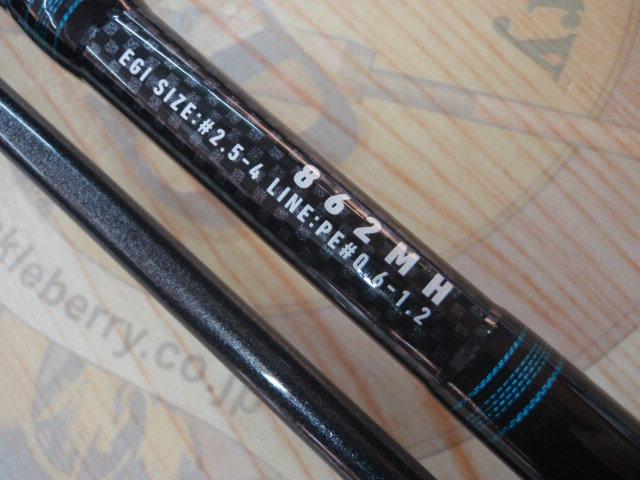 862MH
EGI SIZE:#2.5-4 LINE:PE#0.6-1.2
kleberry.co.jp